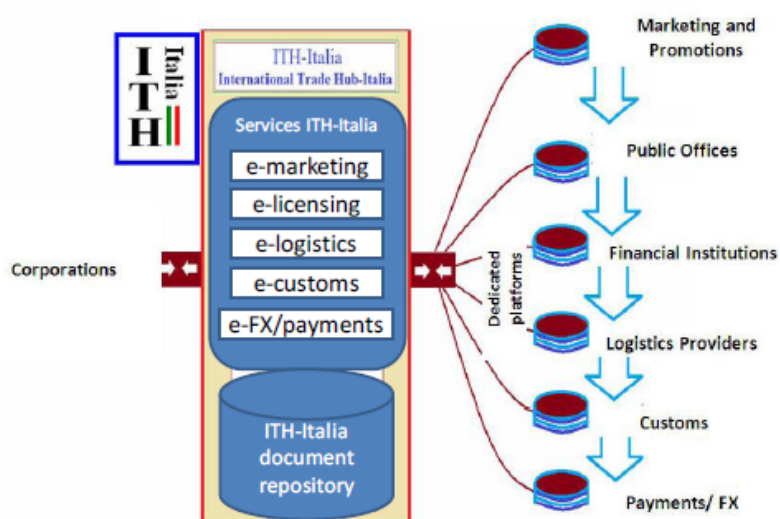 ITH
Italia
ITH-Italia
International Trade Hub-Italia
Services ITH-Italia
e-marketing
e-licensing
e-logistics
e-customs
e-FX/payments
ITH-Italia
document
repository
Corporations
Dedicated
platforms
Marketing and
Promotions
Public Offices
Financial Institutions
Logistics Providers
Customs
Payments/ FX